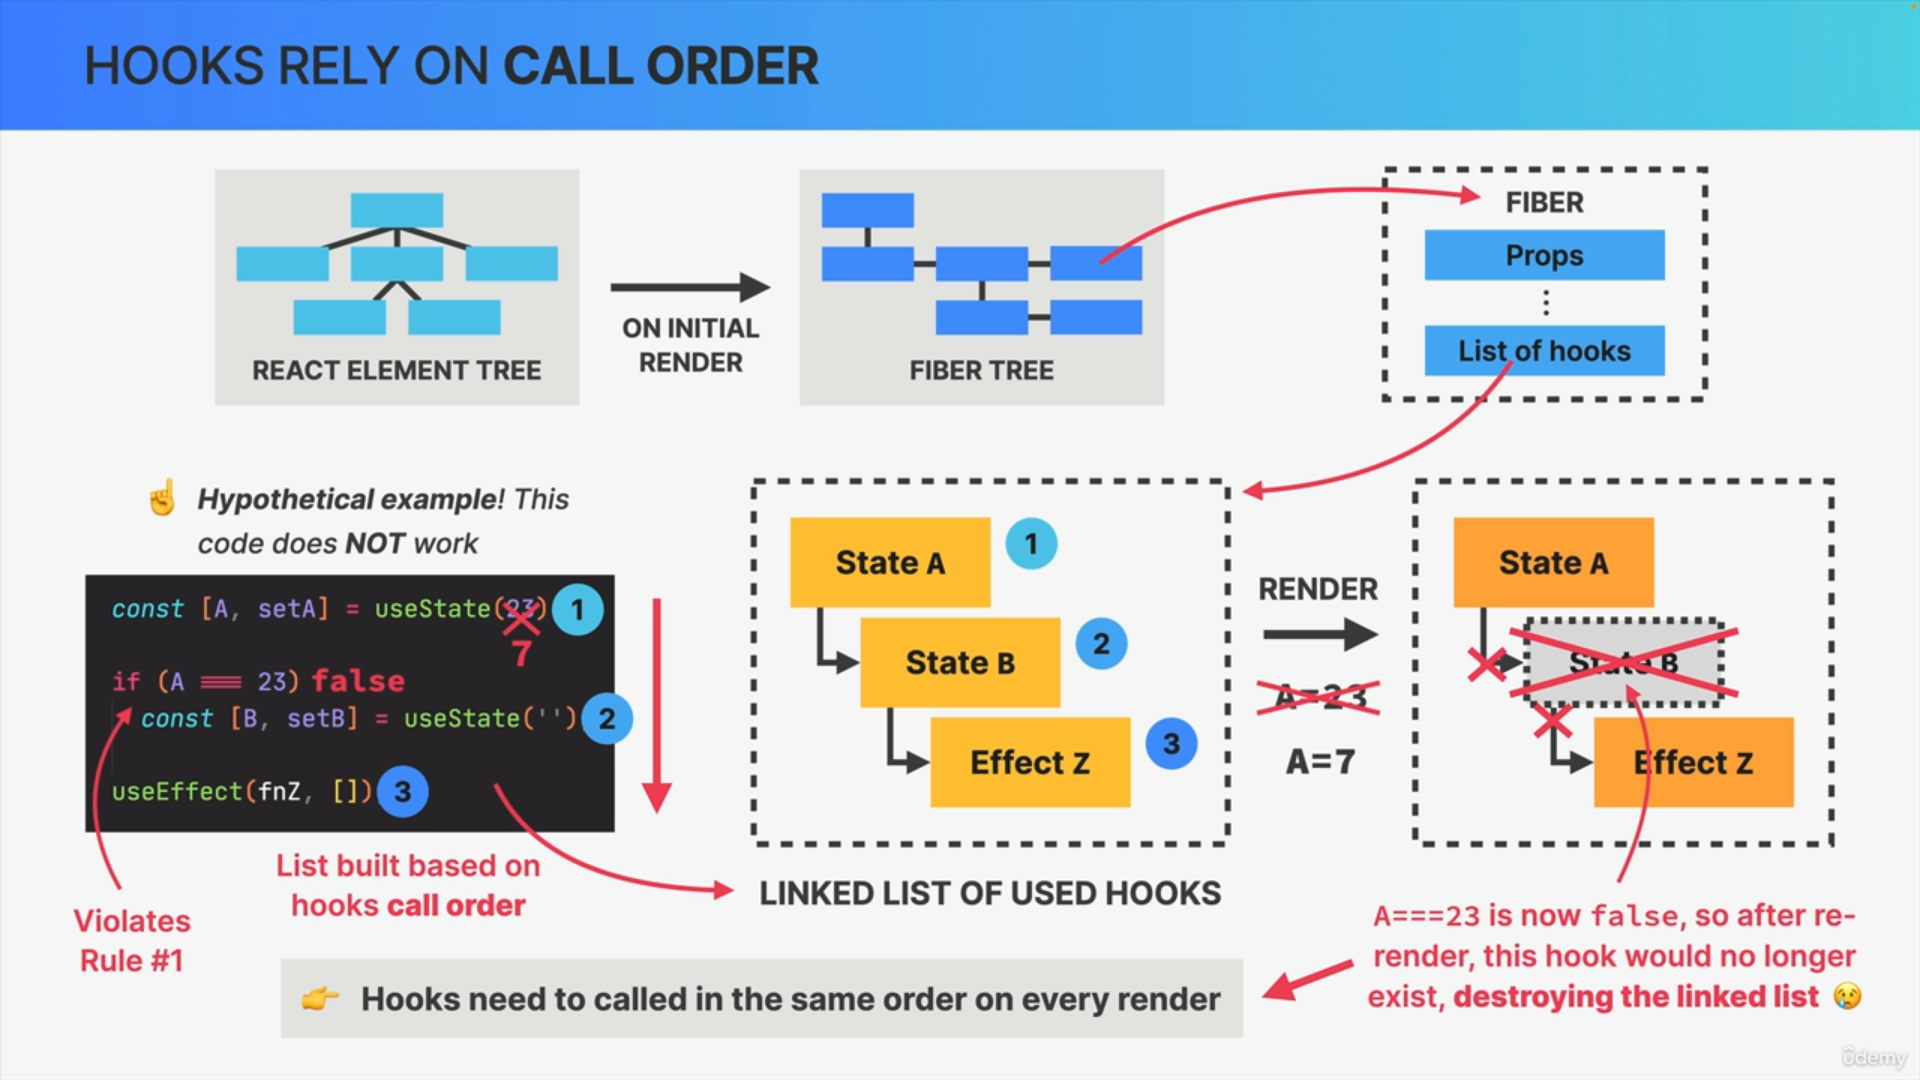 HOOKS RELY ON CALL ORDER
REACT ELEMENT TREE
ON INITIAL
RENDER
FIBER TREE
FIBER
Props
List of hooks
☝️ Hypothetical example! This
code does NOT work
const [A, setA] = useState(23) 1
7
if (A === 23) false
const [B, setB] = useState('') 2
useEffect(fnZ, []) 3
Violates
Rule #1
List built based on
hooks call order
State A 1
State B 2
Effect Z 3
LINKED LIST OF USED HOOKS
RENDER
A=23
A=7
State A
State B
Effect Z
A===23 is now false, so after re-
render, this hook would no longer
exist, destroying the linked list 😢
👉 Hooks need to called in the same order on every render
ûdemy